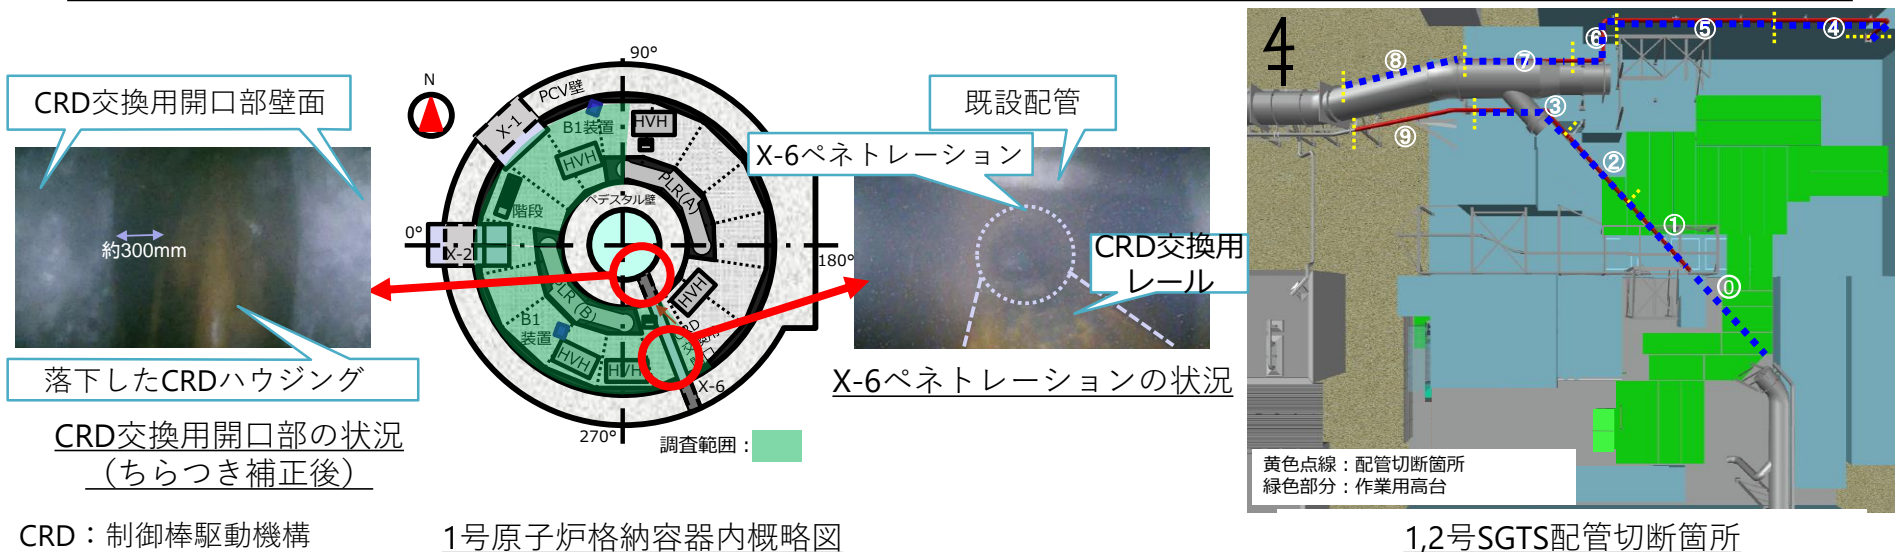 CRD交換用開口部壁面
約300mm
落下したCRDハウジング
CRD交換用開口部の状況
（ちらつき補正後）
CRD：制御棒駆動機構
N
90°
PCV壁
X-1
B1装置
HVH
HVH
PLR(A)
階段
ペデスタル壁
0°
X-2
180°
HVH
PLR(B)
B1
装置
HVH
HVH
X-6
270°
調査範囲：
1号原子炉格納容器内概略図
既設配管
X-6ペネトレーション
CRD交換用
レール
X-6ペネトレーションの状況
4
⑥
⑤
④
⑧
⑦
③
⑨
②
①
⓪
黄色点線：配管切断箇所
緑色部分：作業用高台
1,2号SGTS配管切断箇所